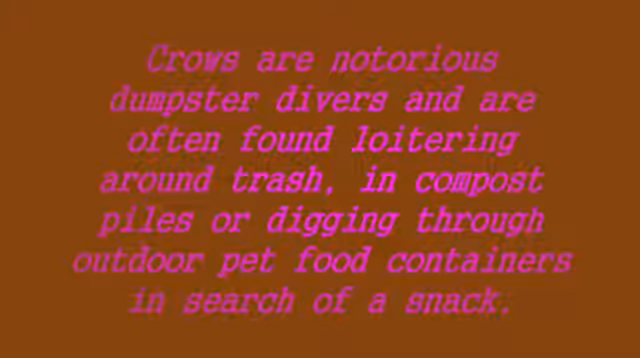 Crows are notorious
dumpster divers and are
often found loitering
around trash, in compost
piles or digging through
outdoor pet food containers
in search of a snack.